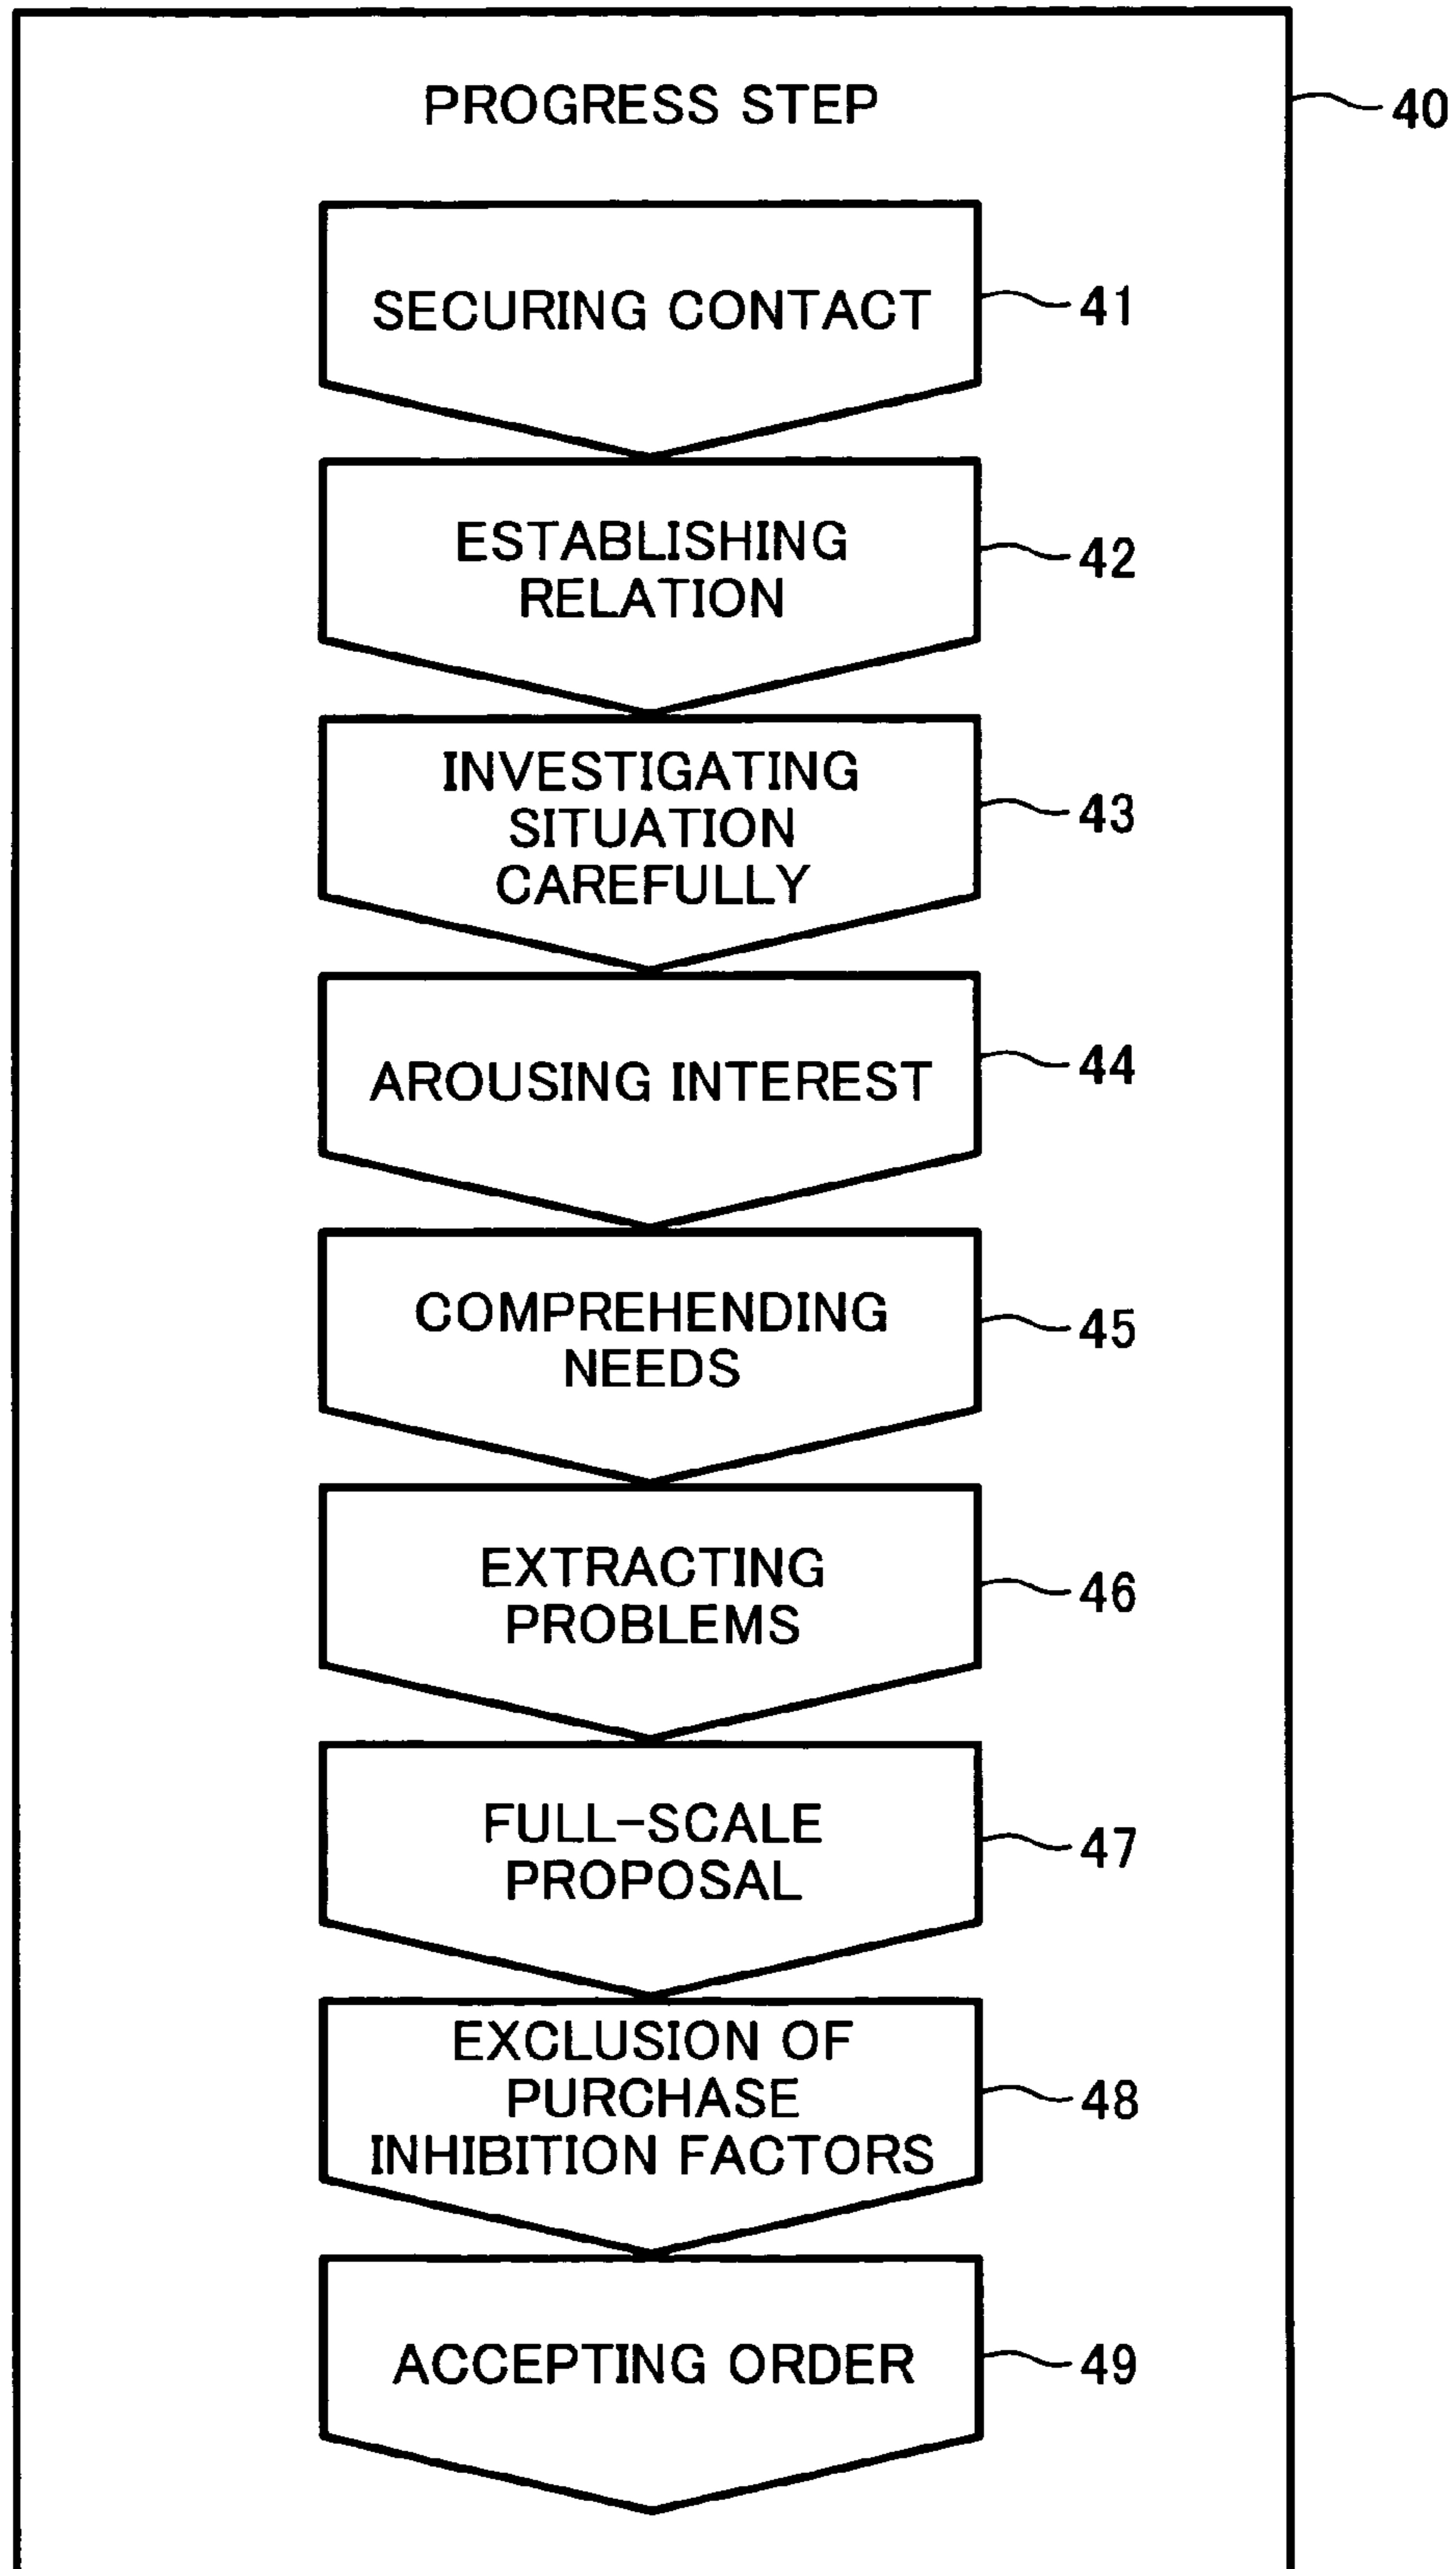 PROGRESS STEP
40
SECURING CONTACT
41
ESTABLISHING
RELATION
42
INVESTIGATING
SITUATION
CAREFULLY
43
AROUSING INTEREST
44
COMPREHENDING
NEEDS
45
EXTRACTING
PROBLEMS
46
FULL-SCALE
PROPOSAL
47
EXCLUSION OF
PURCHASE
INHIBITION FACTORS
48
ACCEPTING ORDER
49